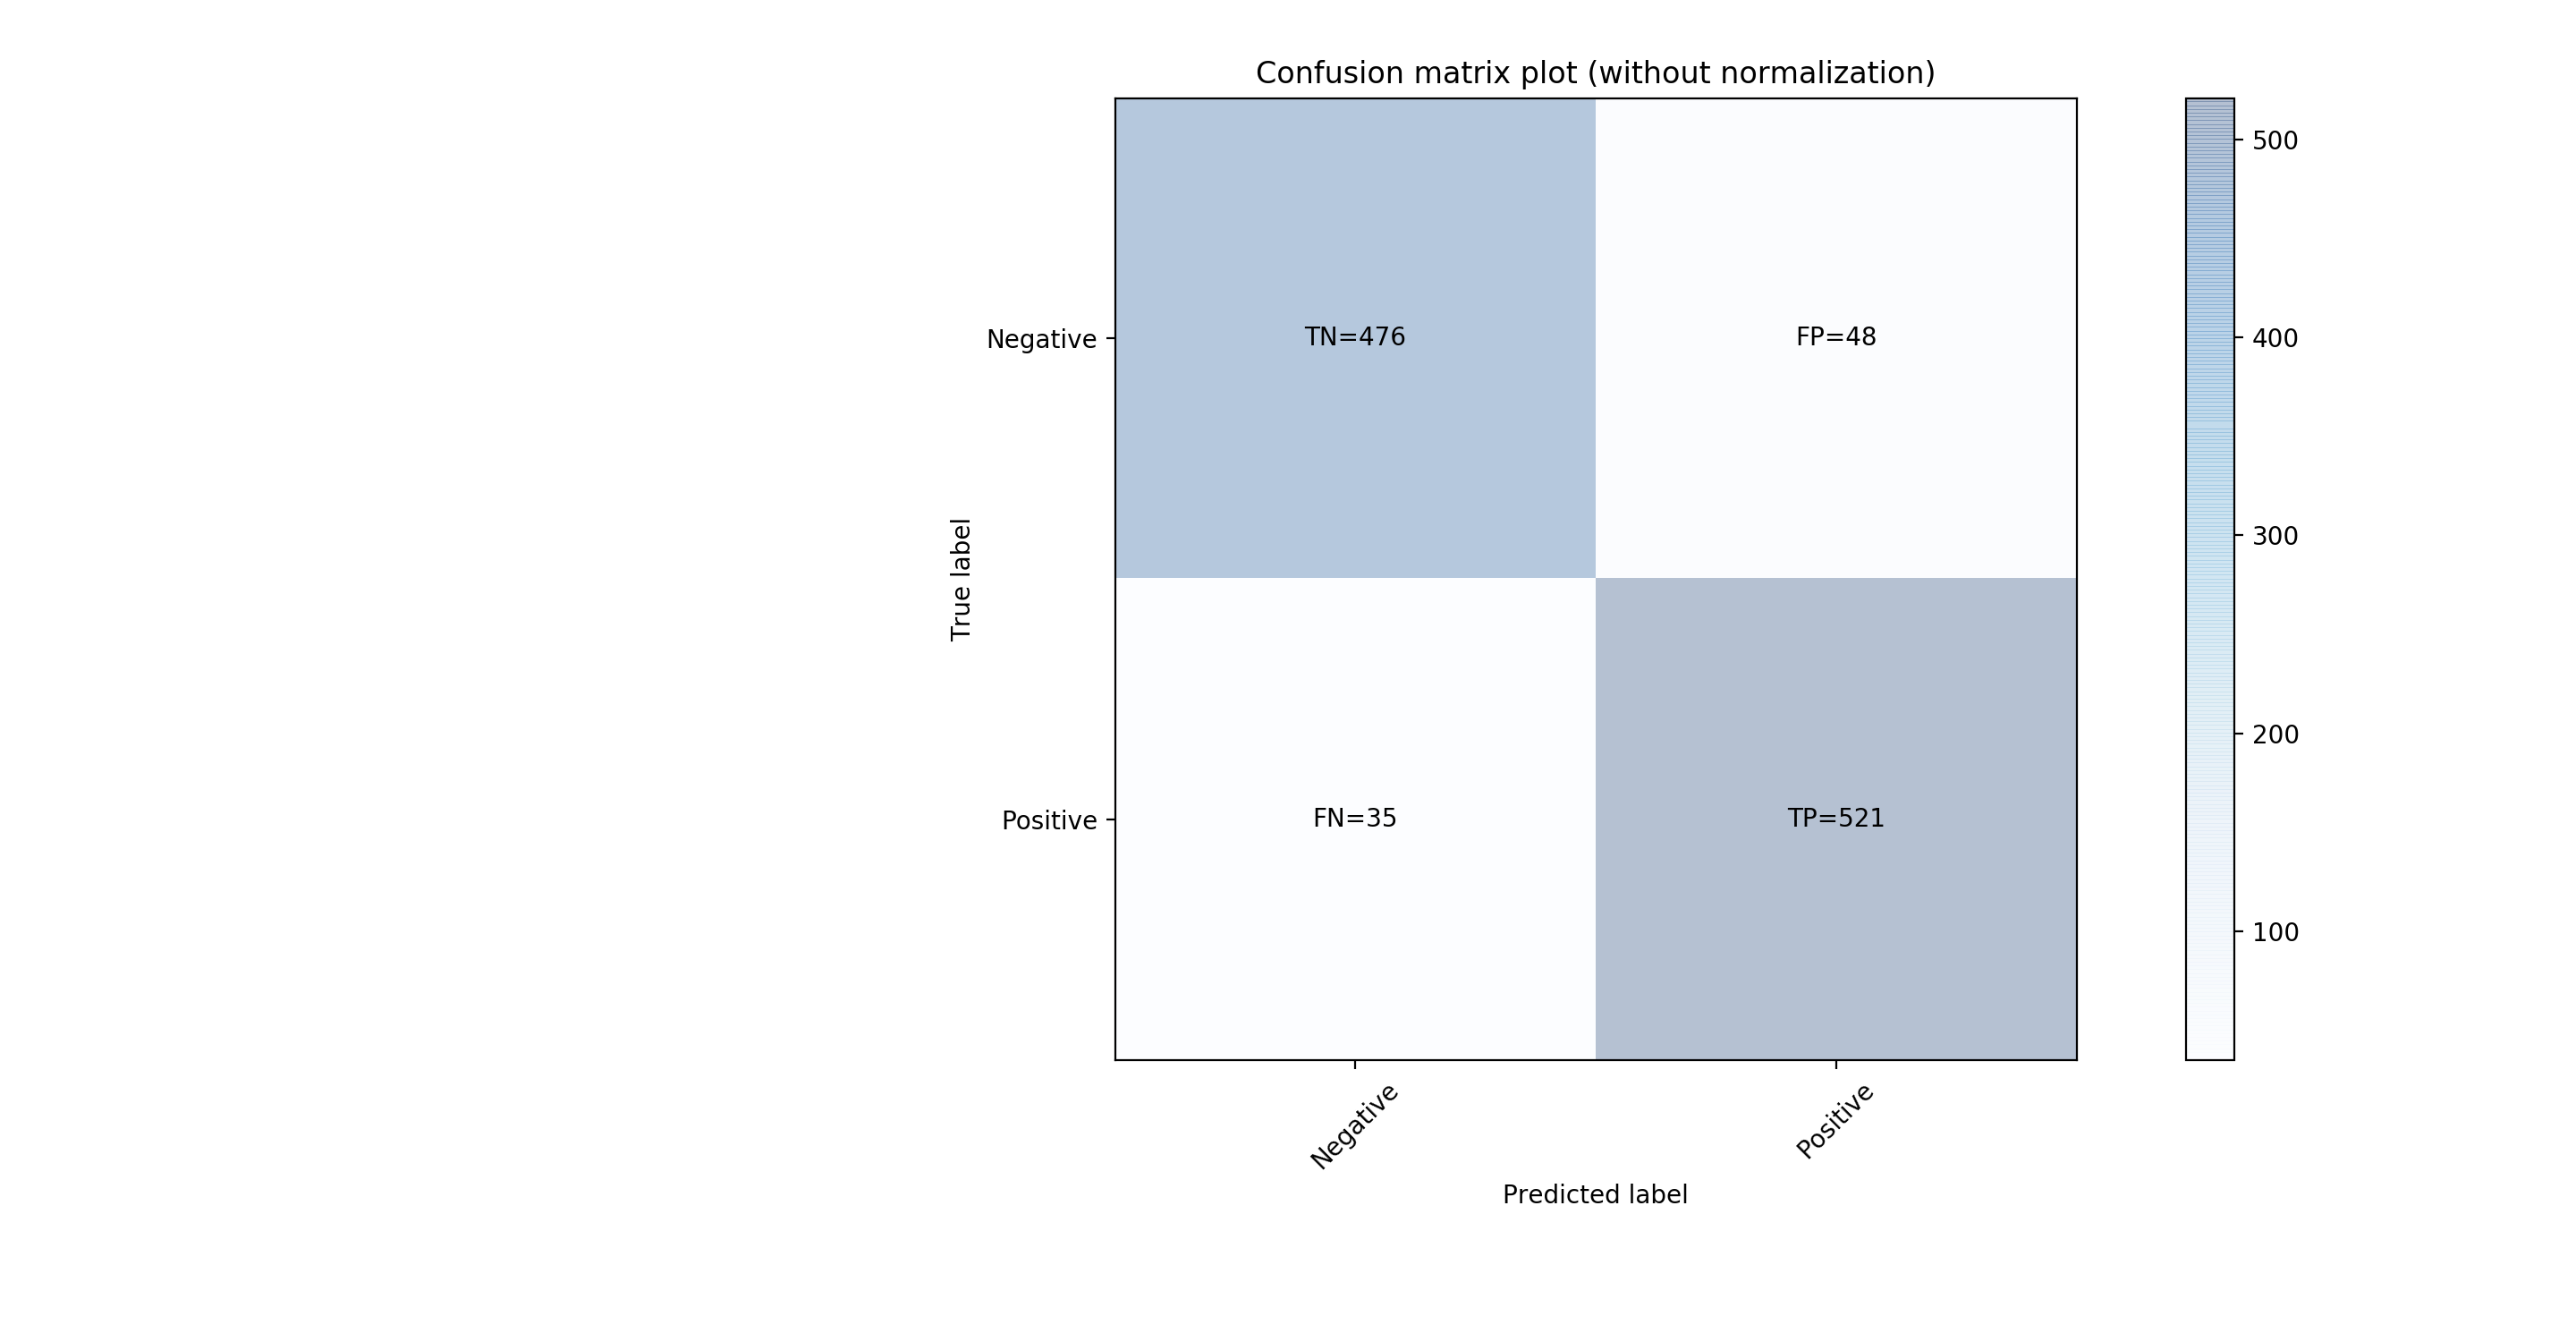 Confusion matrix plot (without normalization)
500
TN=476
FP=48
Negative
400
True label
300
200
FN=35
TP=521
Positive
100
Negative
Positive
Predicted label